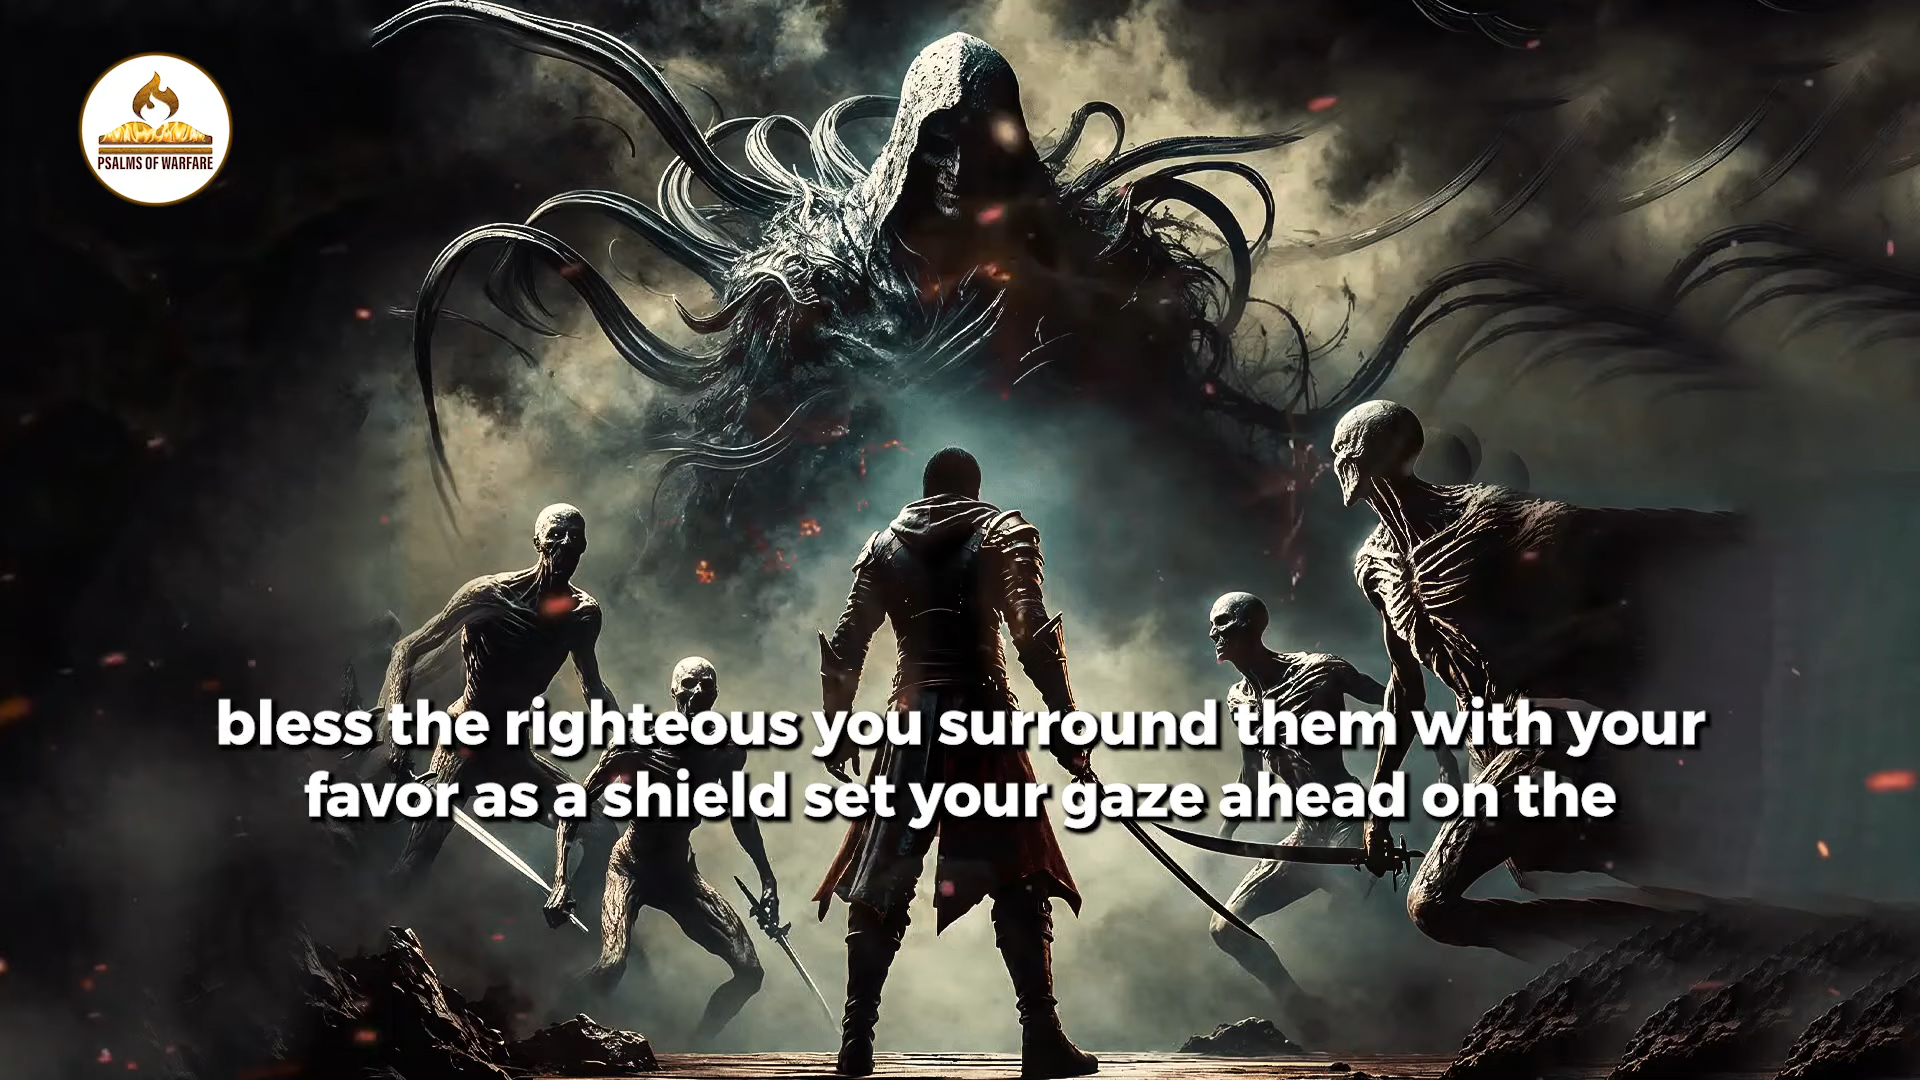 PSALMS OF WARFARE
bless the righteous you surround them with your
favor as a shield set your gaze ahead on the